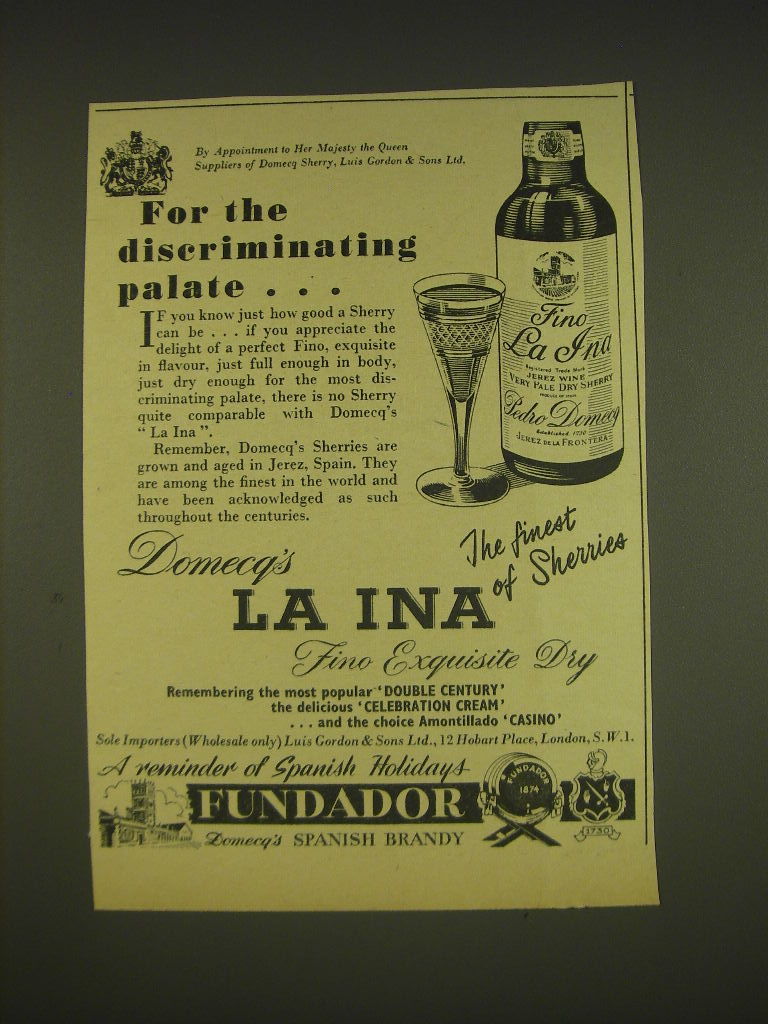 By Appointment to Her Majesty the Queen
Suppliers of Domecq Sherry, Luis Gordon & Sons Ltd.
For the
discriminating
palate . . .
IF you know just how good a Sherry
can be . . . if you appreciate the
delight of a perfect Fino, exquisite
in flavour, just full enough in body,
just dry enough for the most dis-
criminating palate, there is no Sherry
quite comparable with Domecq's
" La Ina ".
Remember, Domecq's Sherries are
grown and aged in Jerez, Spain. They
are among the finest in the world and
have been acknowledged as such
throughout the centuries.
Fino
La Ina
Registered Trade Mark
JEREZ WINE
VERY PALE DRY SHERRY
PRODUCE OF SPAIN
Pedro Domecq
Established 1730
JEREZ DE LA FRONTERA
The finest
of Sherries
Domecq's
LA INA
Fino Exquisite Dry
Remembering the most popular 'DOUBLE CENTURY'
the delicious 'CELEBRATION CREAM'
. . . and the choice Amontillado 'CASINO'
Sole Importers (Wholesale only) Luis Gordon & Sons Ltd., 12 Hobart Place, London, S.W.1.
A reminder of Spanish Holidays
FUNDADOR
Domecq's SPANISH BRANDY
FUNDADOR
1874
1730